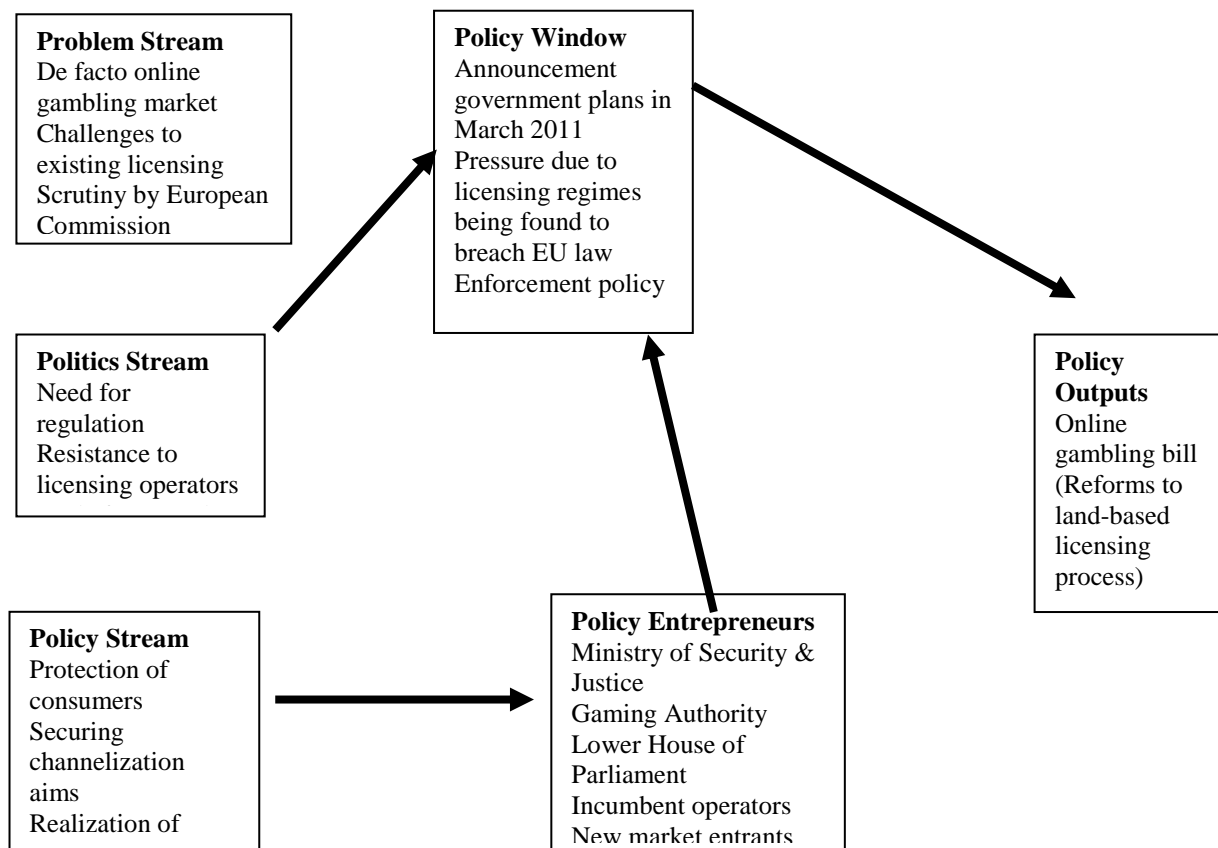 Problem Stream
De facto online
gambling market
Challenges to
existing licensing
Scrutiny by European
Commission
Policy Window
Announcement
government plans in
March 2011
Pressure due to
licensing regimes
being found to
breach EU law
Enforcement policy
Politics Stream
Need for
regulation
Resistance to
licensing operators
Policy
Outputs
Online
gambling bill
(Reforms to
land-based
licensing
process)
Policy Stream
Protection of
consumers
Securing
channelization
aims
Realization of
Policy Entrepreneurs
Ministry of Security &
Justice
Gaming Authority
Lower House of
Parliament
Incumbent operators
New market entrants